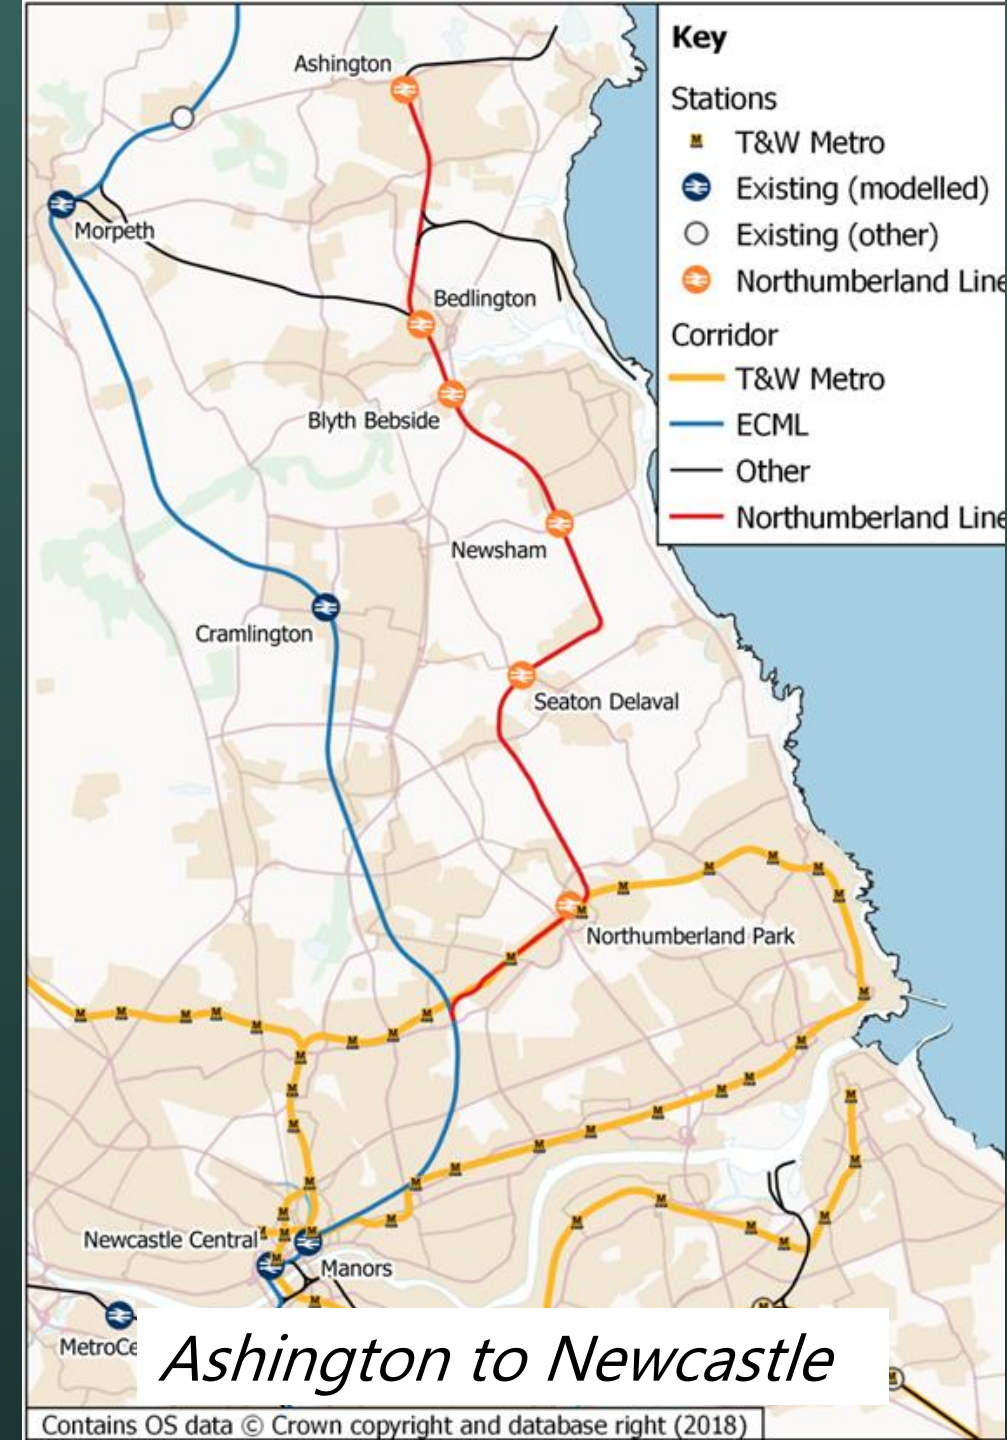 Key
Stations
T&W Metro
Existing (modelled)
Existing (other)
Northumberland Line
Corridor
T&W Metro
ECML
Other
Northumberland Line
Ashington
Morpeth
Bedlington
Blyth Bebside
Newsham
Cramlington
Seaton Delaval
Northumberland Park
Newcastle Central
Manors
MetroCe
Ashington to Newcastle
Contains OS data © Crown copyright and database right (2018)